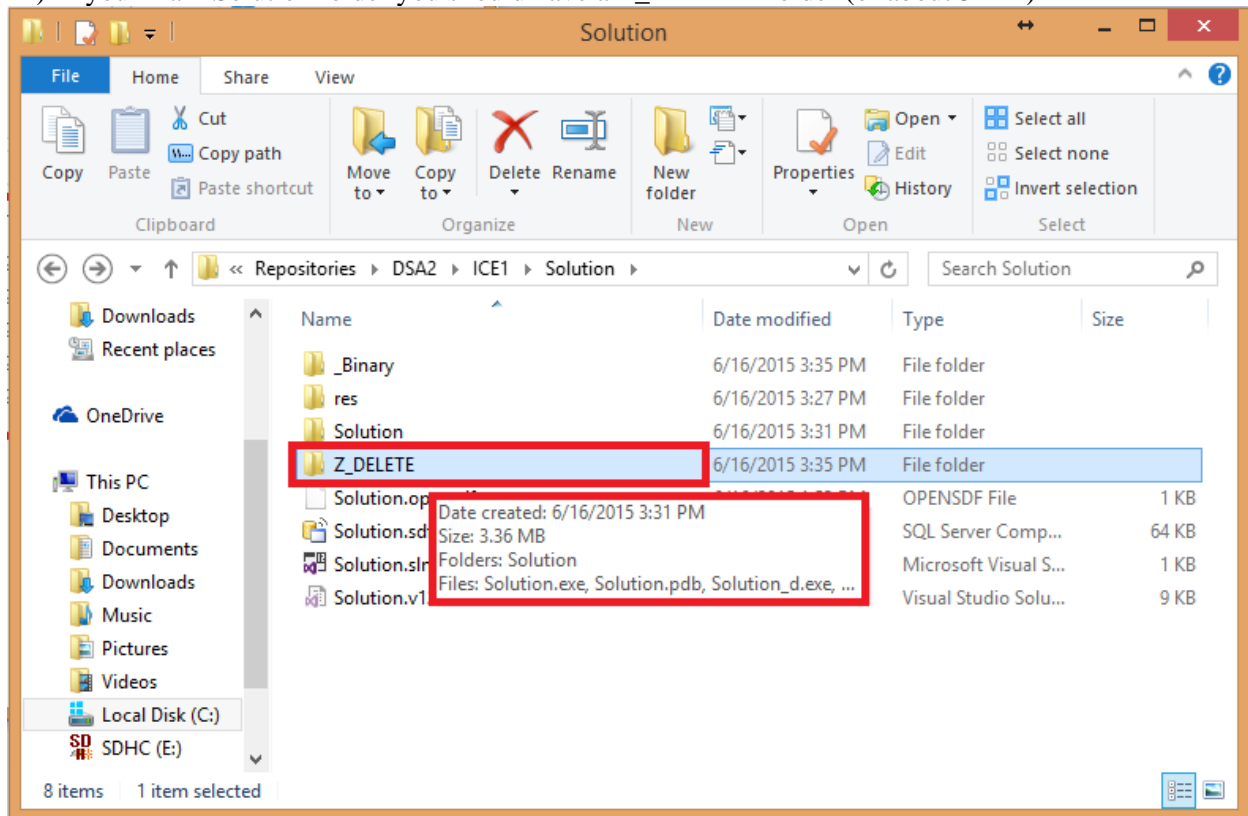 Solution
File Home Share View
Copy
Paste
Cut
Copy path
Paste shortcut
Clipboard
Move to
Copy to
Delete
Rename
Organize
New folder
New
Properties
Open
Edit
History
Open
Select all
Select none
Invert selection
Select
« Repositories DSA2 ICE1 Solution
Search Solution
Downloads
Recent places
OneDrive
This PC
Desktop
Documents
Downloads
Music
Pictures
Videos
Local Disk (C:)
SDHC (E:)
Name Date modified Type Size
_Binary 6/16/2015 3:35 PM File folder
res 6/16/2015 3:27 PM File folder
Solution 6/16/2015 3:31 PM File folder
Z_DELETE 6/16/2015 3:35 PM File folder
OPENSDF File 1 KB
SQL Server Comp... 64 KB
Microsoft Visual S... 1 KB
Solution.v1 Visual Studio Solu... 9 KB
Date created: 6/16/2015 3:31 PM
Size: 3.36 MB
Folders: Solution
Files: Solution.exe, Solution.pdb, Solution_d.exe, ...
8 items 1 item selected